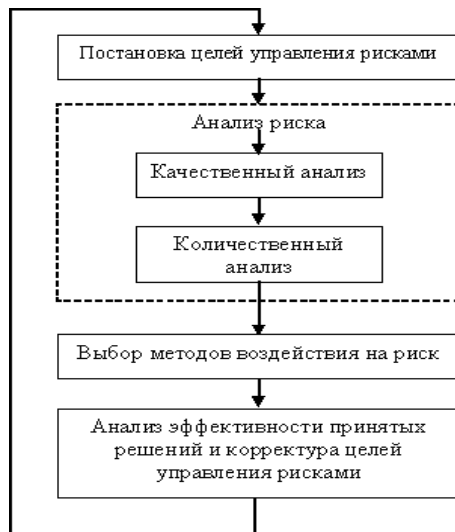 Постановка целей управления рисками
Анализ риска
Качественный анализ
Количественный
анализ
Выбор методов воздействия на риск
Анализ эффективности принятых
решений и корректура целей
управления рисками